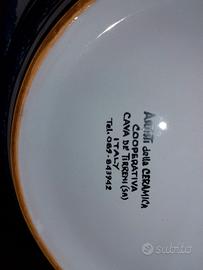 ARTISTI della CERAMICA
COOPERATIVA
CAVA DE' TIRRENI (SA)
ITALY
Tel. 089-843942
subito